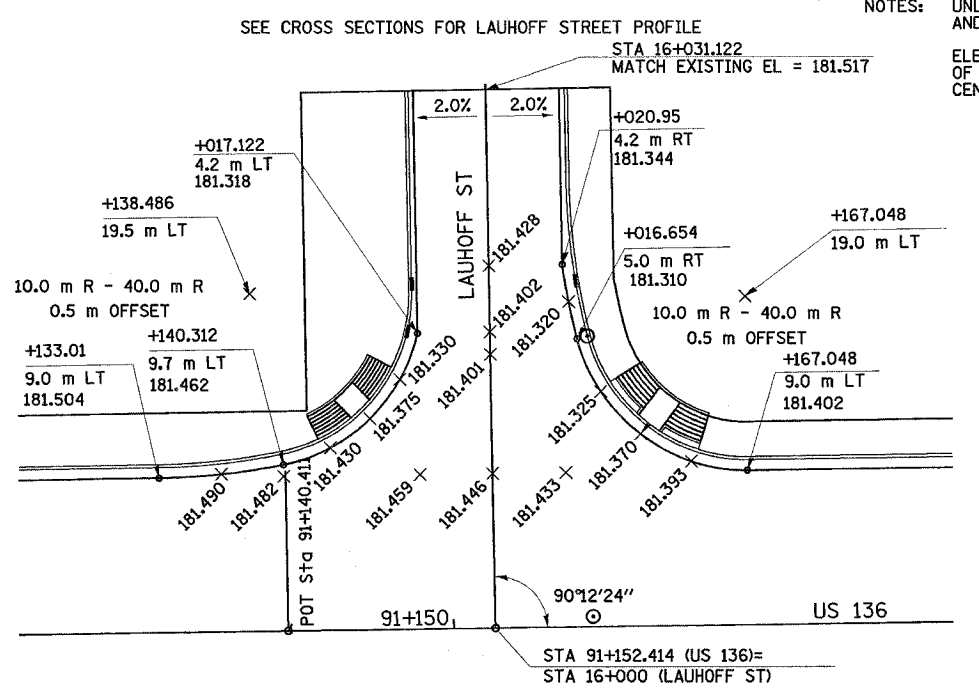 NOTES: UNL
AND
ELE
OF
CEN
SEE CROSS SECTIONS FOR LAUHOFF STREET PROFILE
STA 16+031.122
MATCH EXISTING EL = 181.517
2.0% 2.0%
+020.95
4.2 m RT
181.344
+017.122
4.2 m LT
181.318
LAUHOFF ST
+138.486
19.5 m LT
+167.048
19.0 m LT
+016.654
5.0 m RT
181.310
10.0 m R - 40.0 m R
0.5 m OFFSET
10.0 m R - 40.0 m R
0.5 m OFFSET
+133.01
9.0 m LT
181.504
+140.312
9.7 m LT
181.462
+167.048
9.0 m LT
181.402
181.428
181.402
181.401
181.320
181.330
181.375
181.430
181.325
181.370
181.393
181.490
181.482
181.459
181.446
181.433
POT Sta 91+140.411
91+150
90°12'24"
US 136
STA 91+152.414 (US 136)=
STA 16+000 (LAUHOFF ST)